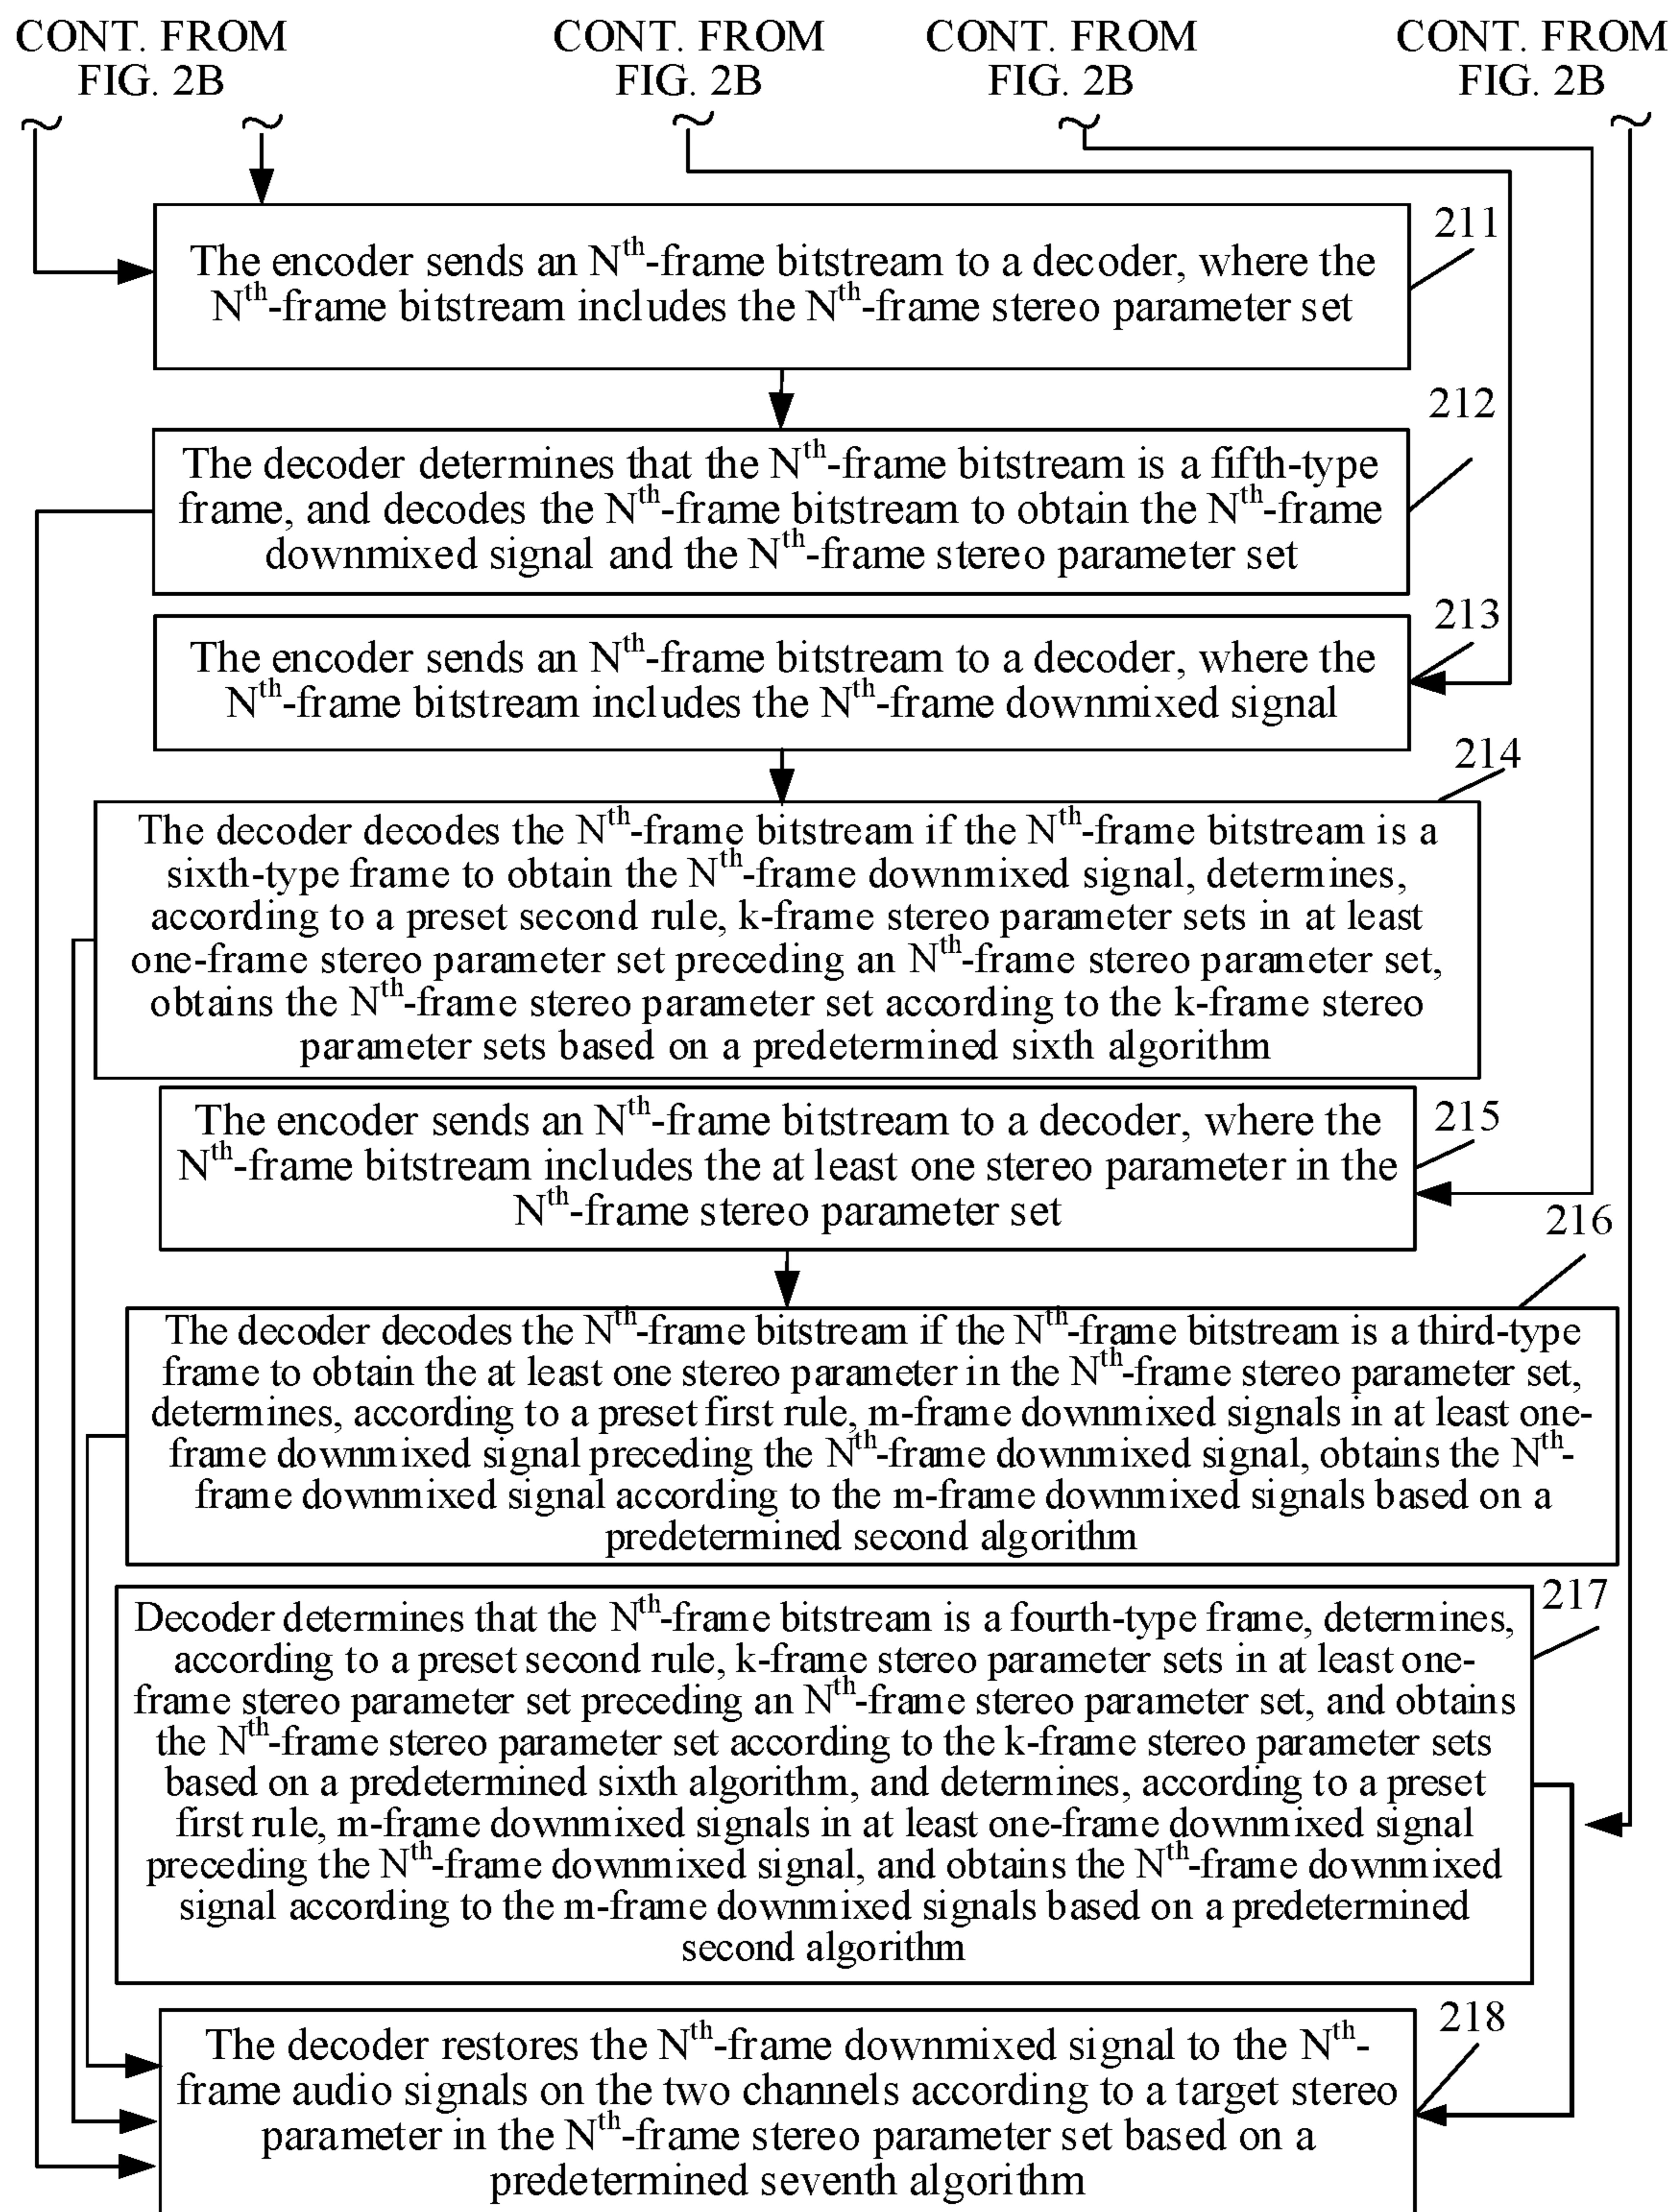 CONT. FROM
FIG. 2B
CONT. FROM
FIG. 2B
CONT. FROM
FIG. 2B
CONT. FROM
FIG. 2B
211
The encoder sends an Nth-frame bitstream to a decoder, where the
Nth-frame bitstream includes the Nth-frame stereo parameter set
212
The decoder determines that the Nth-frame bitstream is a fifth-type
frame, and decodes the Nth-frame bitstream to obtain the Nth-frame
downmixed signal and the Nth-frame stereo parameter set
213
The encoder sends an Nth-frame bitstream to a decoder, where the
Nth-frame bitstream includes the Nth-frame downmixed signal
214
The decoder decodes the Nth-frame bitstream if the Nth-frame bitstream is a
sixth-type frame to obtain the Nth-frame downmixed signal, determines,
according to a preset second rule, k-frame stereo parameter sets in at least
one-frame stereo parameter set preceding an Nth-frame stereo parameter set,
obtains the Nth-frame stereo parameter set according to the k-frame stereo
parameter sets based on a predetermined sixth algorithm
215
The encoder sends an Nth-frame bitstream to a decoder, where the
Nth-frame bitstream includes the at least one stereo parameter in the
Nth-frame stereo parameter set
216
The decoder decodes the Nth-frame bitstream if the Nth-frame bitstream is a third-type
frame to obtain the at least one stereo parameter in the Nth-frame stereo parameter set,
determines, according to a preset first rule, m-frame downmixed signals in at least one-
frame downmixed signal preceding the Nth-frame downmixed signal, obtains the Nth-
frame downmixed signal according to the m-frame downmixed signals based on a
predetermined second algorithm
217
Decoder determines that the Nth-frame bitstream is a fourth-type frame, determines,
according to a preset second rule, k-frame stereo parameter sets in at least one-
frame stereo parameter set preceding an Nth-frame stereo parameter set, and obtains
the Nth-frame stereo parameter set according to the k-frame stereo parameter sets
based on a predetermined sixth algorithm, and determines, according to a preset
first rule, m-frame downmixed signals in at least one-frame downmixed signal
preceding the Nth-frame downmixed signal, and obtains the Nth-frame downmixed
signal according to the m-frame downmixed signals based on a predetermined
second algorithm
218
The decoder restores the Nth-frame downmixed signal to the Nth-
frame audio signals on the two channels according to a target stereo
parameter in the Nth-frame stereo parameter set based on a
predetermined seventh algorithm